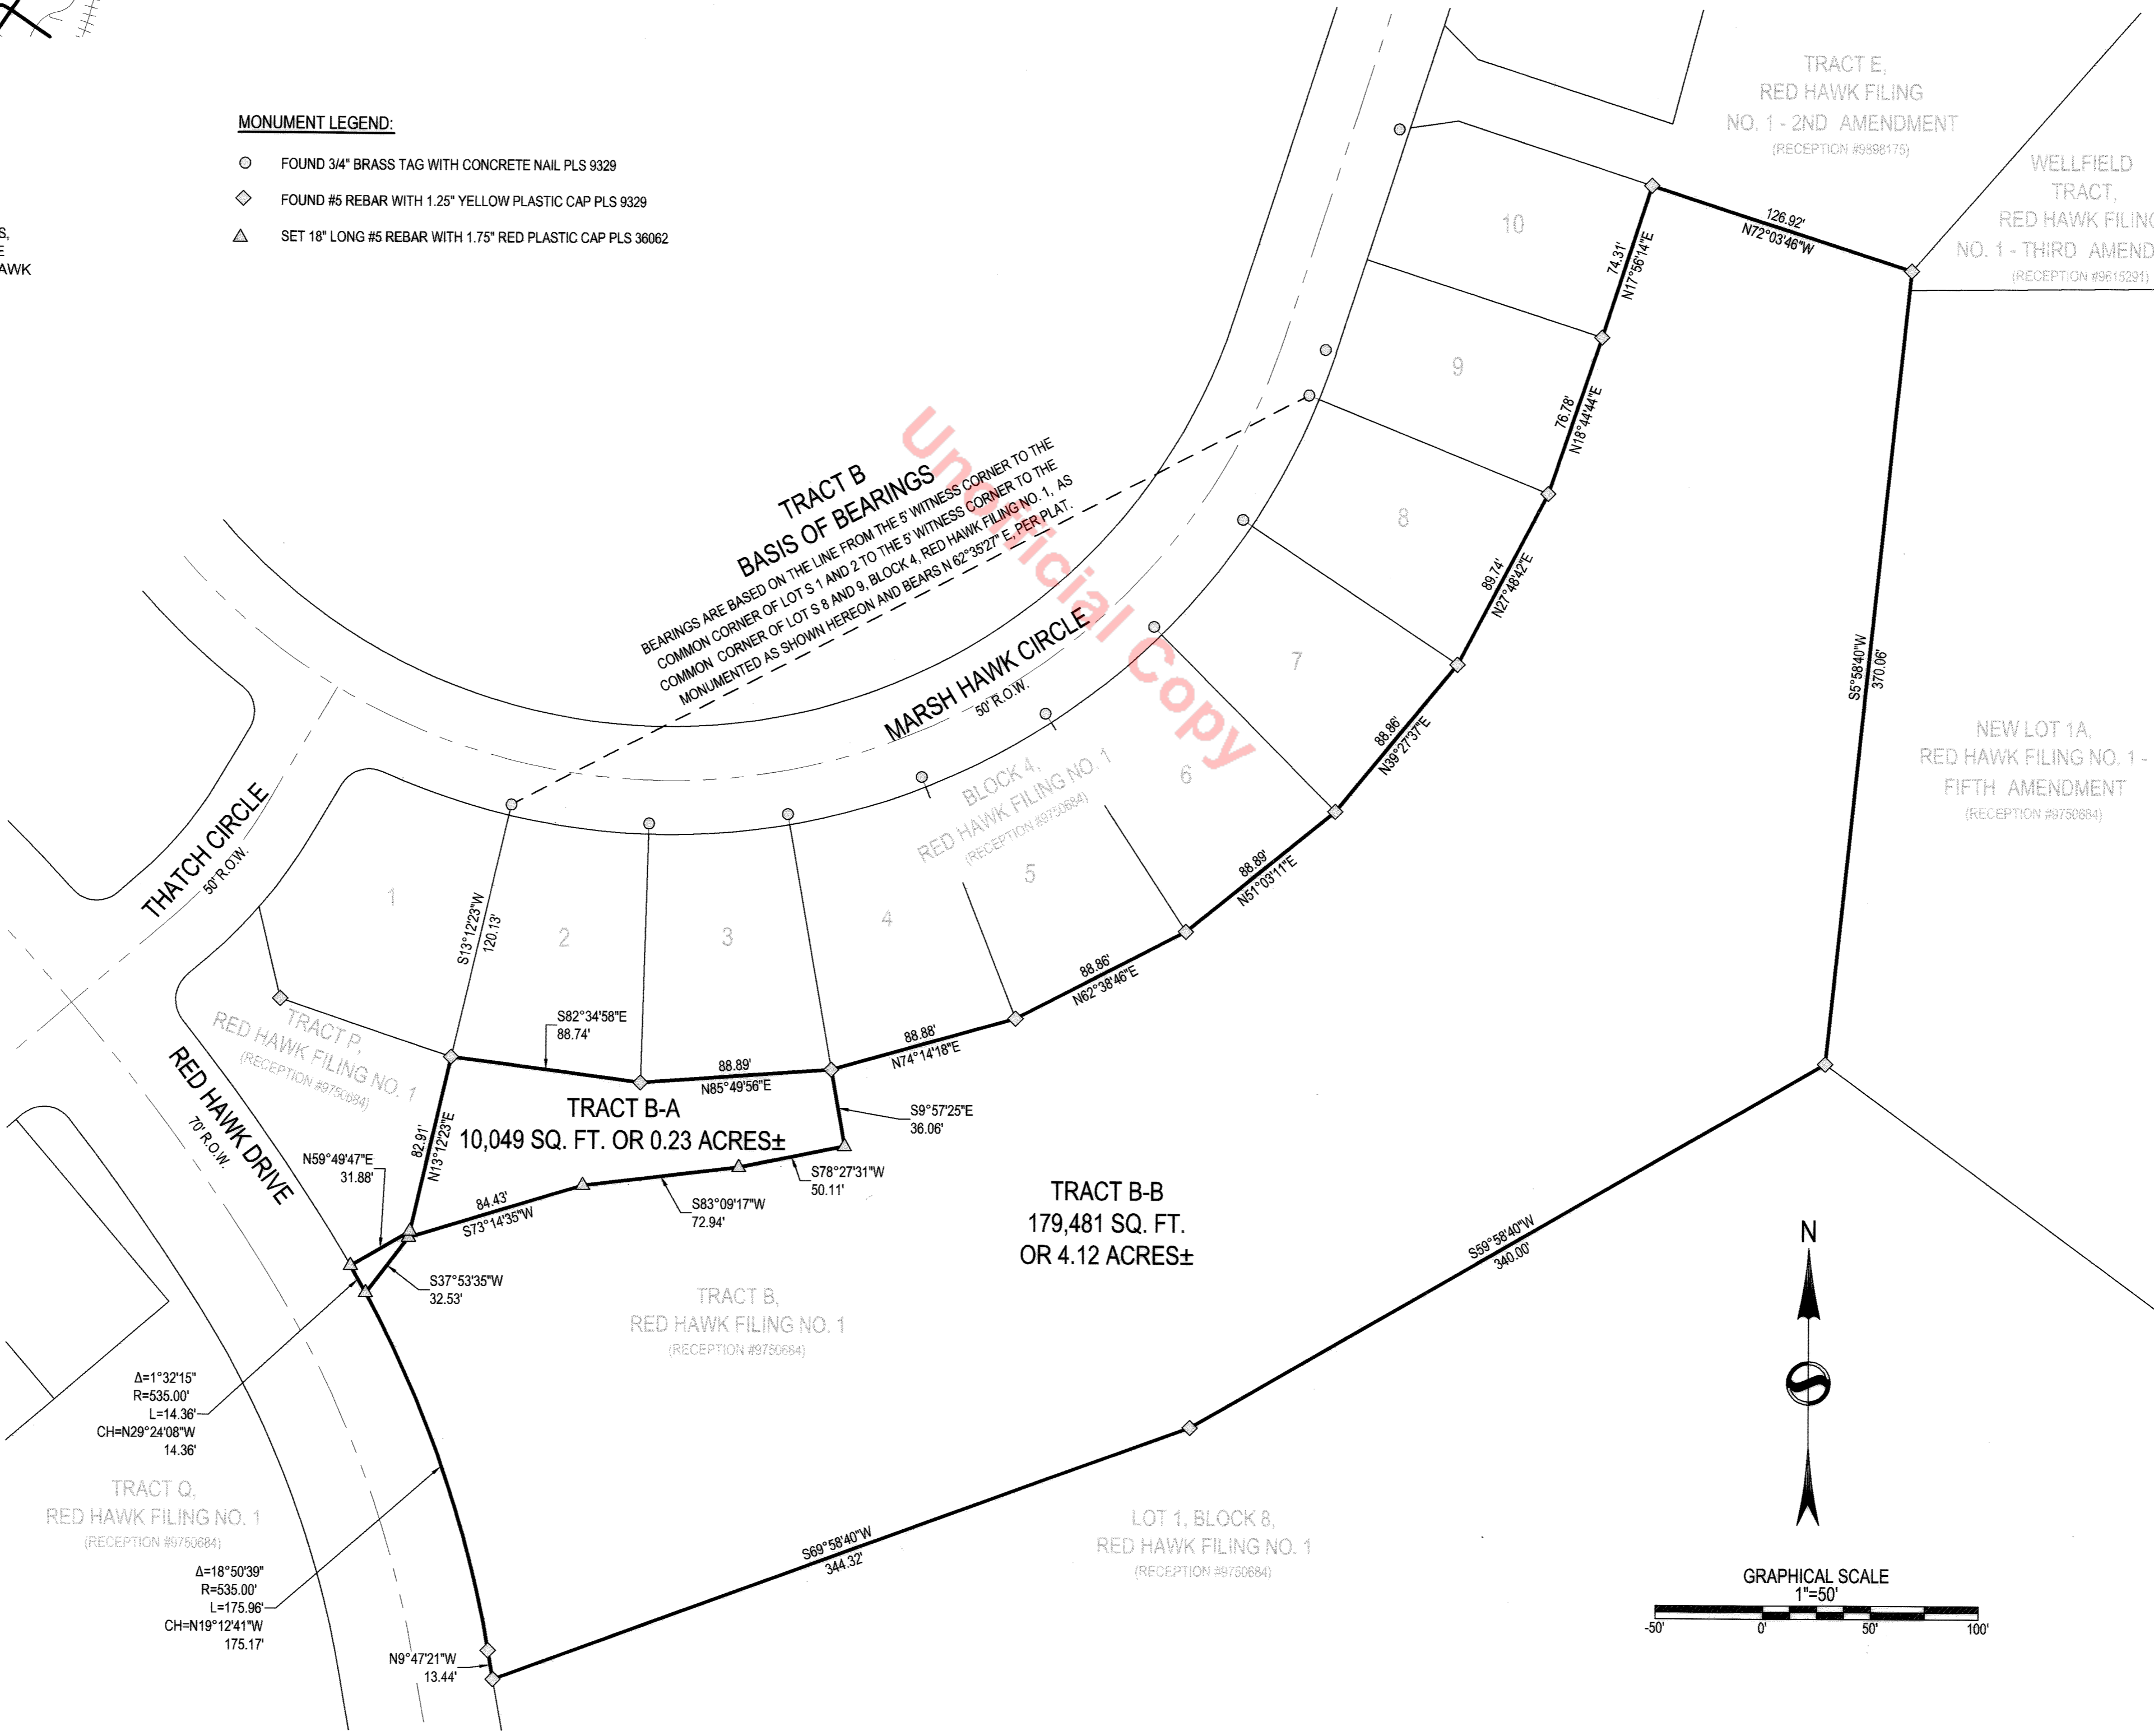 MONUMENT LEGEND:
FOUND 3/4" BRASS TAG WITH CONCRETE NAIL PLS 9329
FOUND #5 REBAR WITH 1.25" YELLOW PLASTIC CAP PLS 9329
SET 18" LONG #5 REBAR WITH 1.75" RED PLASTIC CAP PLS 36062
S,
E
AWK
TRACT E,
RED HAWK FILING
NO. 1 - 2ND AMENDMENT
(RECEPTION #9898175)
WELLFIELD
TRACT,
RED HAWK FILING
NO. 1 - THIRD AMEND
(RECEPTION #9615291)
126.92'
N72°03'46"W
10
74.31'
N17°56'14"E
9
76.78'
N18°44'44"E
8
89.74'
N27°48'42"E
7
88.86'
N39°27'37"E
6
88.89'
N51°03'11"E
5
88.86'
N62°38'46"E
4
88.88'
N74°14'18"E
S5°58'40"W
370.06'
TRACT B
BASIS OF BEARINGS
BEARINGS ARE BASED ON THE LINE FROM THE 5' WITNESS CORNER TO THE
COMMON CORNER OF LOT S 1 AND 2 TO THE 5' WITNESS CORNER TO THE
COMMON CORNER OF LOT S 8 AND 9, BLOCK 4, RED HAWK FILING NO. 1, AS
MONUMENTED AS SHOWN HEREON AND BEARS N 62°35'27" E, PER PLAT.
Unofficial Copy
MARSH HAWK CIRCLE
50' R.O.W.
BLOCK 4,
RED HAWK FILING NO. 1
(RECEPTION #9750684)
NEW LOT 1A,
RED HAWK FILING NO. 1 -
FIFTH AMENDMENT
(RECEPTION #9750684)
THATCH CIRCLE
50' R.O.W.
1
S13°12'23"W
120.13'
2
3
S82°34'58"E
88.74'
88.89'
N85°49'56"E
TRACT P,
RED HAWK FILING NO. 1
(RECEPTION #9750684)
RED HAWK DRIVE
70' R.O.W.
TRACT B-A
10,049 SQ. FT. OR 0.23 ACRES±
82.91'
N13°12'23"E
S9°57'25"E
36.06'
N59°49'47"E
31.88'
S78°27'31"W
50.11'
S83°09'17"W
72.94'
84.43'
S73°14'35"W
S37°53'35"W
32.53'
TRACT B-B
179,481 SQ. FT.
OR 4.12 ACRES±
TRACT B,
RED HAWK FILING NO. 1
(RECEPTION #9750684)
S59°58'40"W
340.00'
N
Δ=1°32'15"
R=535.00'
L=14.36'
CH=N29°24'08"W
14.36'
TRACT Q,
RED HAWK FILING NO. 1
(RECEPTION #9750684)
Δ=18°50'39"
R=535.00'
L=175.96'
CH=N19°12'41"W
175.17'
N9°47'21"W
13.44'
S69°58'40"W
344.32'
LOT 1, BLOCK 8,
RED HAWK FILING NO. 1
(RECEPTION #9750684)
GRAPHICAL SCALE
1"=50'
-50' 0' 50' 100'